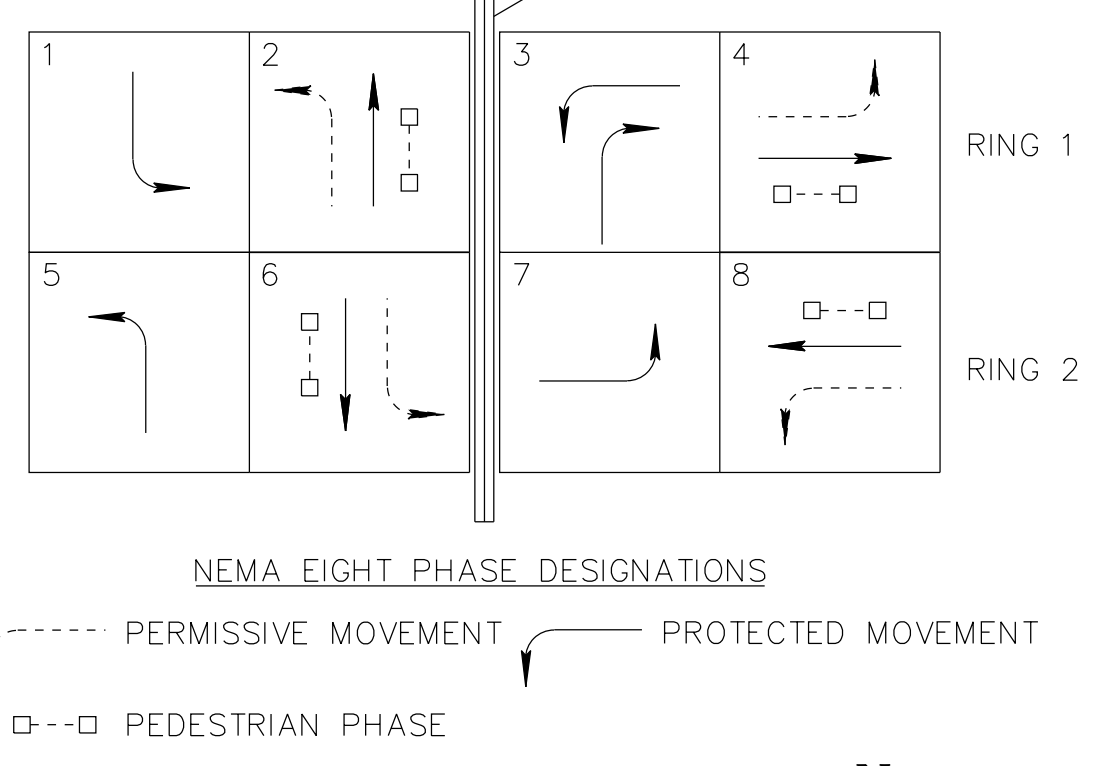 1 2 3 4 RING 1
5 6 7 8 RING 2
NEMA EIGHT PHASE DESIGNATIONS
PERMISSIVE MOVEMENT PROTECTED MOVEMENT
PEDESTRIAN PHASE